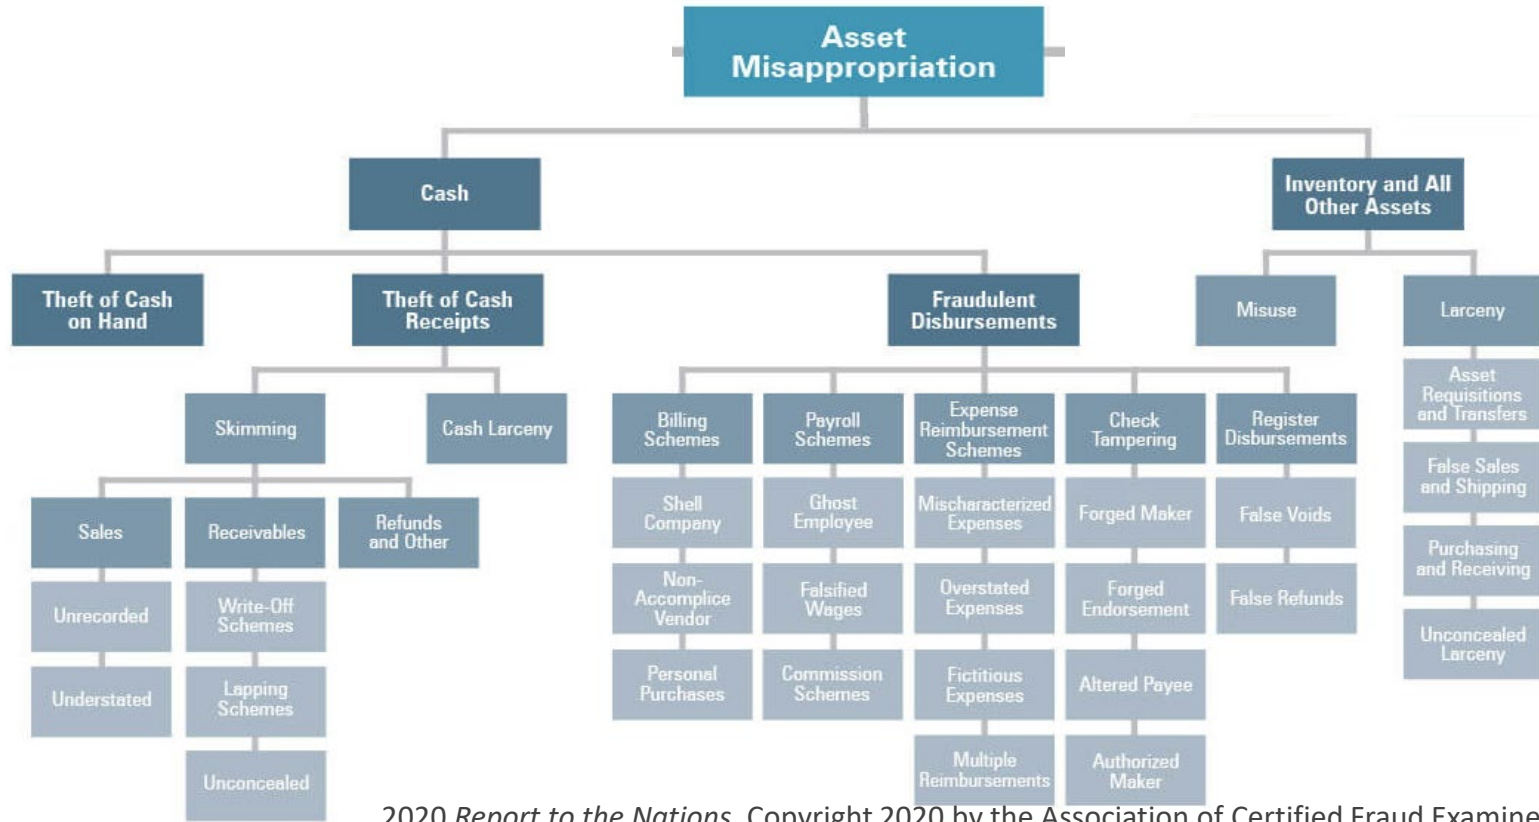 Asset
Misappropriation
Cash
Inventory and All
Other Assets
Theft of Cash
on Hand
Theft of Cash
Receipts
Fraudulent
Disbursements
Misuse
Larceny
Skimming
Cash Larceny
Billing
Schemes
Payroll
Schemes
Expense
Reimbursement
Schemes
Check
Tampering
Register
Disbursements
Asset
Requisitions
and Transfers
False Sales
and Shipping
Purchasing
and Receiving
Unconcealed
Larceny
Sales
Receivables
Refunds
and Other
Unrecorded
Understated
Write-Off
Schemes
Lapping
Schemes
Unconcealed
Shell
Company
Non-
Accomplice
Vendor
Personal
Purchases
Ghost
Employee
Falsified
Wages
Commission
Schemes
Mischaracterized
Expenses
Overstated
Expenses
Fictitious
Expenses
Multiple
Reimbursements
Forged Maker
Forged
Endorsement
Altered Payee
Authorized
Maker
False Voids
False Refunds
2020 Report to the Nations. Copyright 2020 by the Association of Certified Fraud Examine